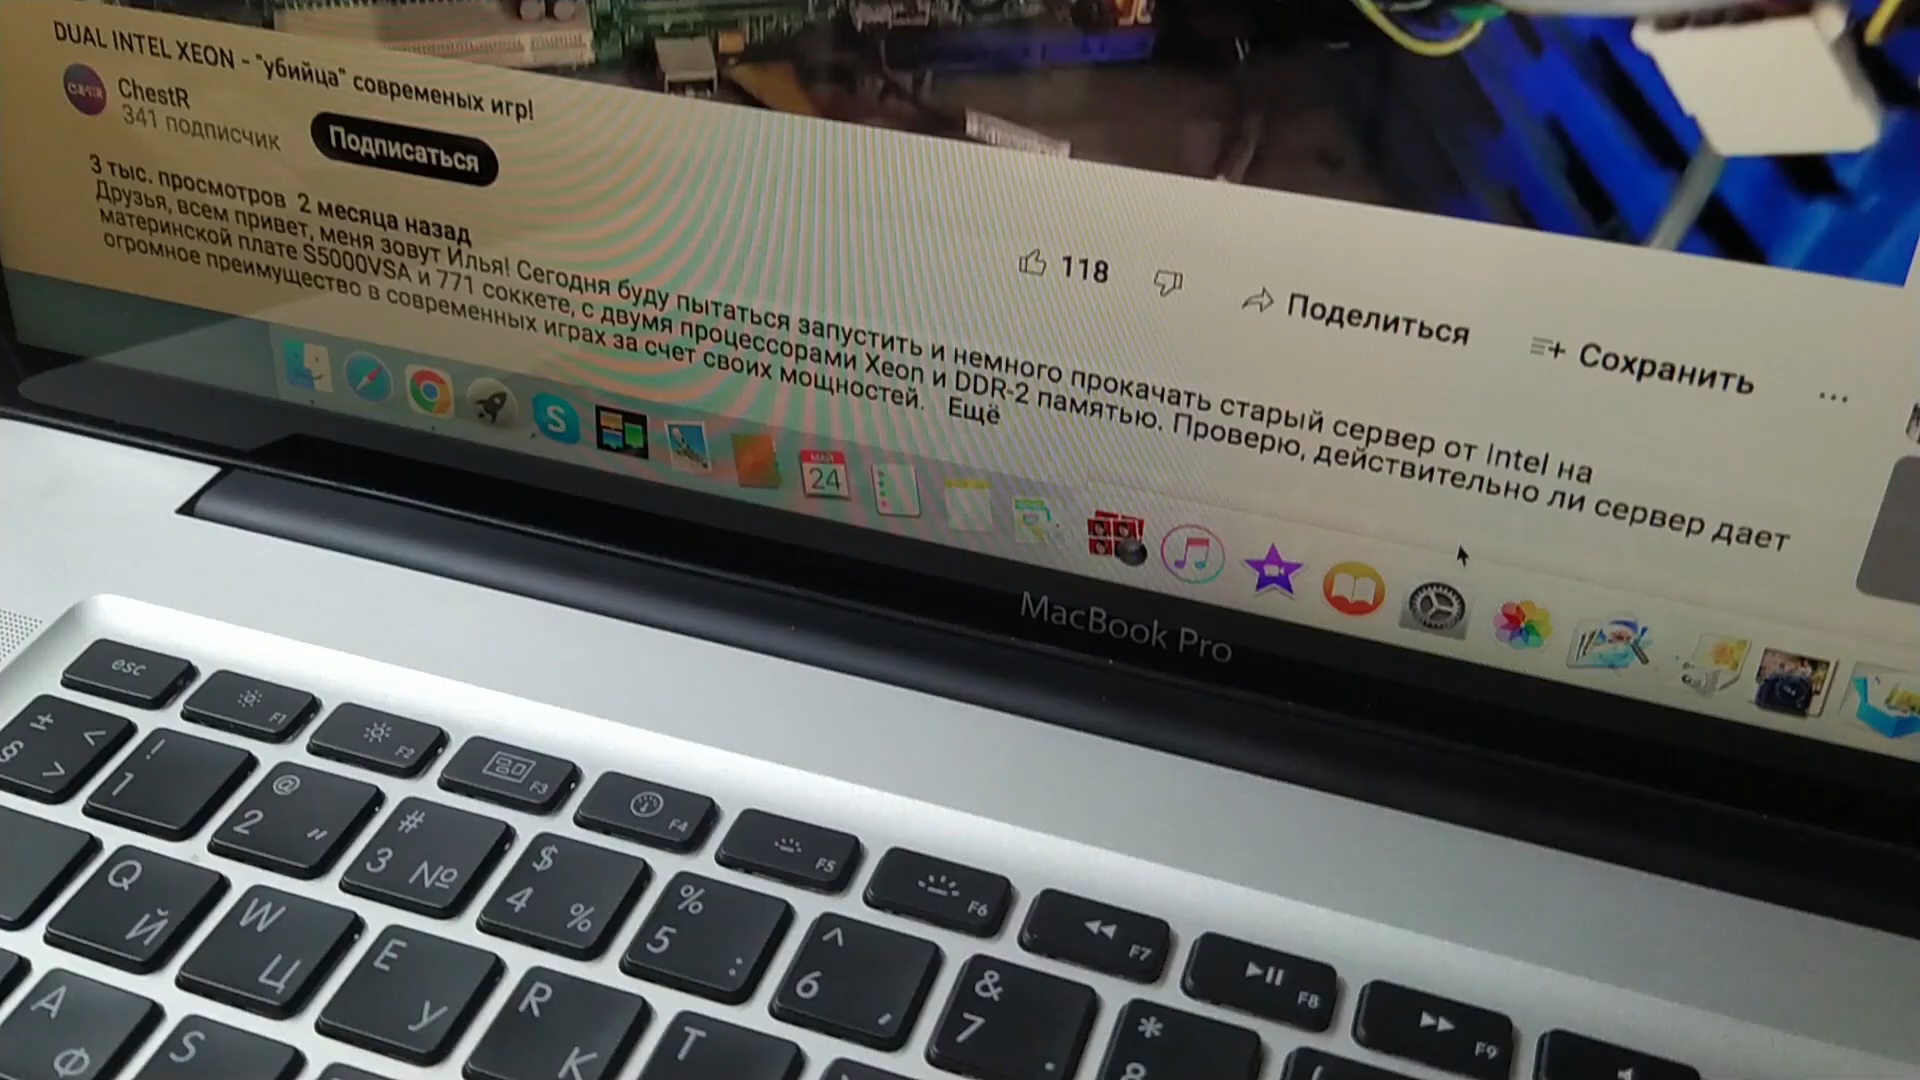 DUAL INTEL XEON - "убийца" современых игр!
ChestR
341 подписчик
Подписаться
118
Поделиться
Сохранить
...
3 тыс. просмотров 2 месяца назад
Друзья, всем привет, меня зовут Илья! Сегодня буду пытаться запустить и немного прокачать старый сервер от Intel на
материнской плате S5000VSA и 771 соккете, с двумя процессорами Xeon и DDR-2 памятью. Проверю, действительно ли сервер дает
огромное преимущество в современных играх за счет своих мощностей. Ещё
S
МАЙ
24
MacBook Pro
esc
F1
F2
F3
F4
F5
F6
F7
F8
F9
± <
§ >
!
1
@
2 "
#
3 №
$
4 %
%
5 :
^
6 ,
&
7 .
*
8
Q Й
W Ц
E У
R К
T
A Ф
S